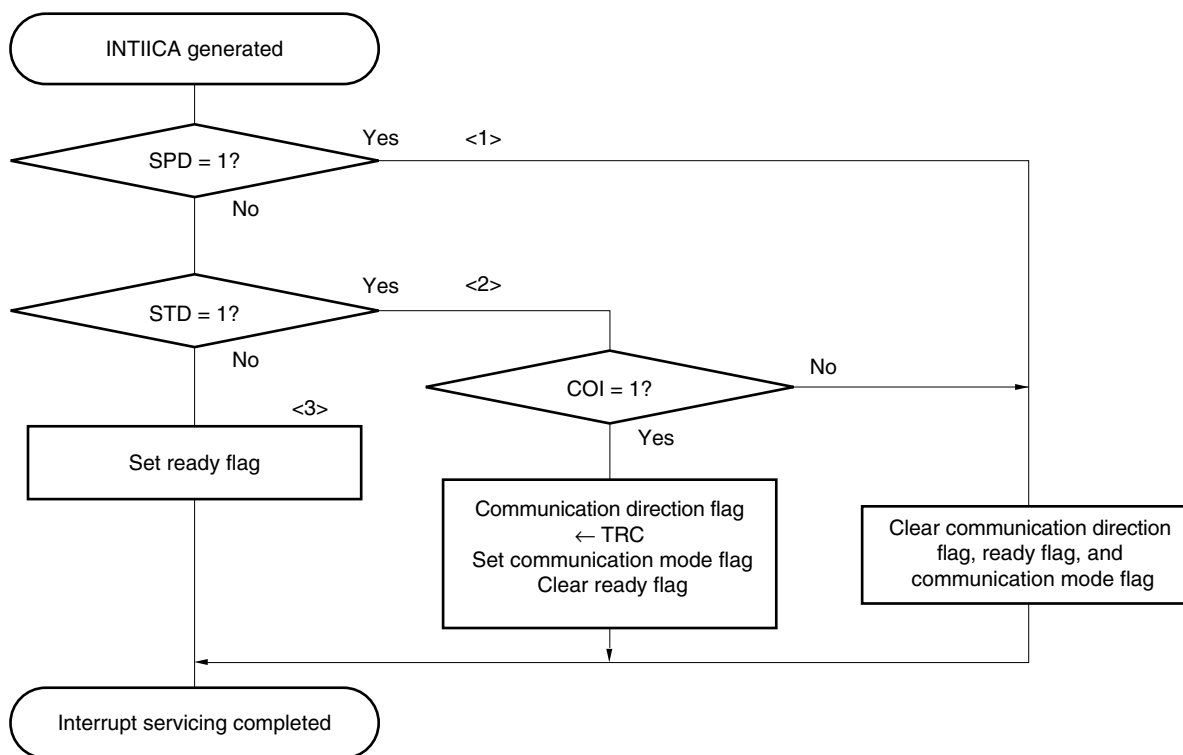 INTIICA generated
Yes
<1>
SPD = 1?
No
Yes
<2>
STD = 1?
No
No
COI = 1?
<3>
Yes
Set ready flag
Communication direction flag
← TRC
Set communication mode flag
Clear ready flag
Clear communication direction
flag, ready flag, and
communication mode flag
Interrupt servicing completed